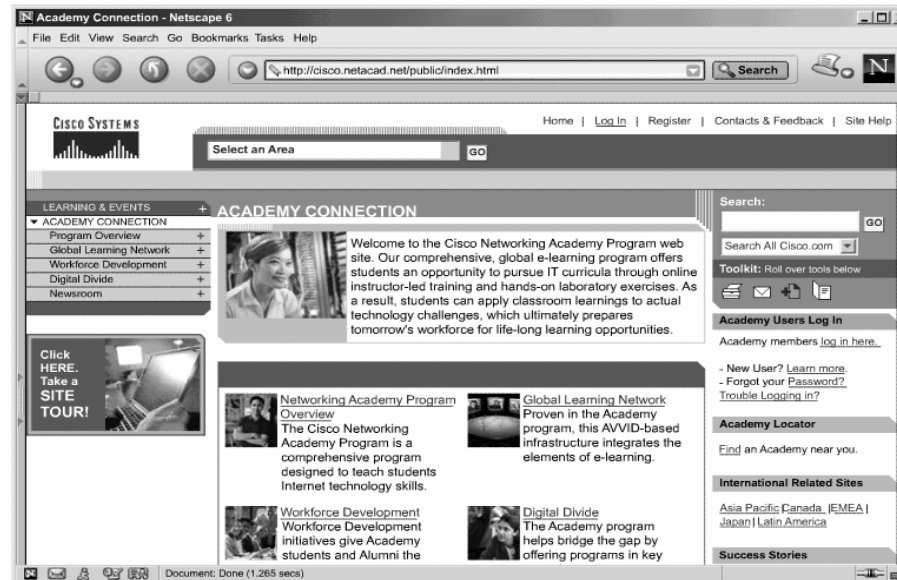 Academy Connection - Netscape 6
File Edit View Search Go Bookmarks Tasks Help
http://cisco.netacad.net/public/index.html
Search
N
CISCO SYSTEMS
Home | Log In | Register | Contacts & Feedback | Site Help
Select an Area
GO
LEARNING & EVENTS +
ACADEMY CONNECTION
Program Overview +
Global Learning Network +
Workforce Development +
Digital Divide +
Newsroom +
Click
HERE.
Take a
SITE
TOUR!
ACADEMY CONNECTION
Welcome to the Cisco Networking Academy Program web
site. Our comprehensive, global e-learning program offers
students an opportunity to pursue IT curricula through online
instructor-led training and hands-on laboratory exercises. As
a result, students can apply classroom learnings to actual
technology challenges, which ultimately prepares
tomorrow's workforce for life-long learning opportunities.
Networking Academy Program
Overview
The Cisco Networking
Academy Program is a
comprehensive program
designed to teach students
Internet technology skills.
Global Learning Network
Proven in the Academy
program, this AVVID-based
infrastructure integrates the
elements of e-learning.
Workforce Development
Workforce Development
initiatives give Academy
students and Alumni the
Digital Divide
The Academy program
helps bridge the gap by
offering programs in key
Search:
GO
Search All Cisco.com
Toolkit: Roll over tools below
Academy Users Log In
Academy members log in here.
- New User? Learn more.
- Forgot your Password?
Trouble Logging in?
Academy Locator
Find an Academy near you.
International Related Sites
Asia Pacific |Canada |EMEA |
Japan | Latin America
Success Stories
Document: Done (1.265 secs)